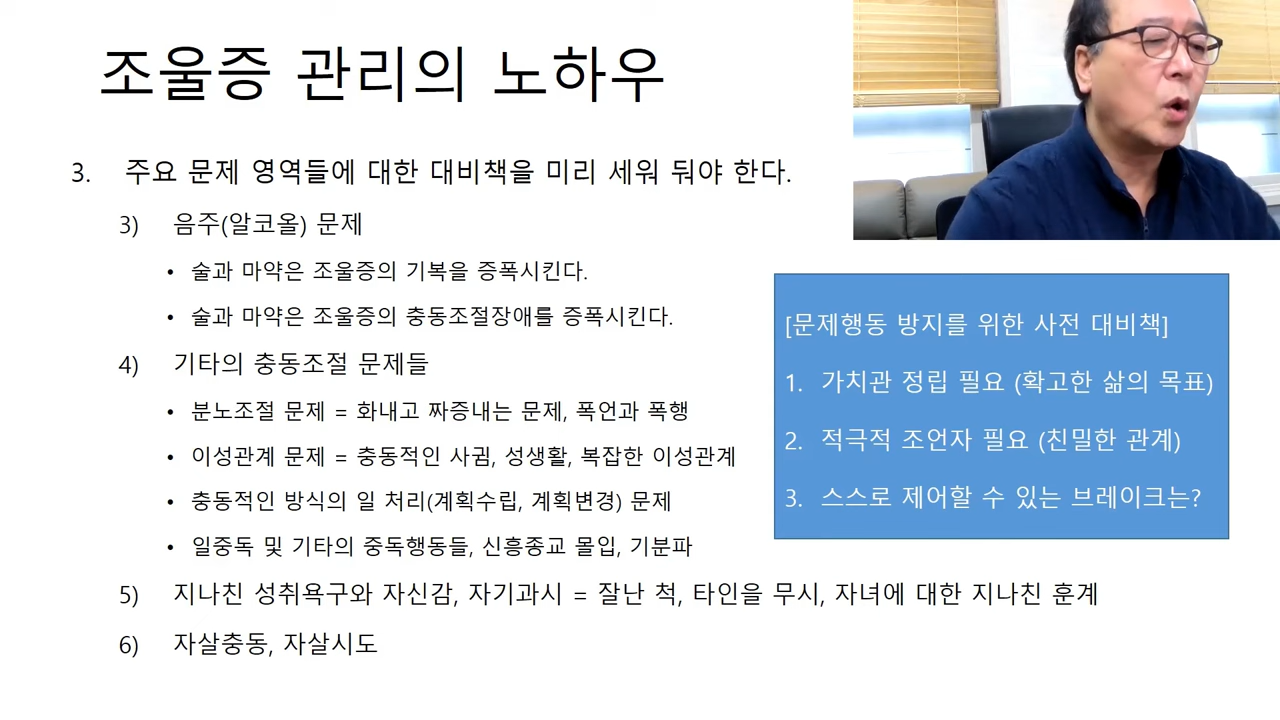 조울증 관리의 노하우
3. 주요 문제 영역들에 대한 대비책을 미리 세워 둬야 한다.
3) 음주(알코올) 문제
• 술과 마약은 조울증의 기복을 증폭시킨다.
• 술과 마약은 조울증의 충동조절장애를 증폭시킨다.
4) 기타의 충동조절 문제들
• 분노조절 문제 = 화내고 짜증내는 문제, 폭언과 폭행
• 이성관계 문제 = 충동적인 사귐, 성생활, 복잡한 이성관계
• 충동적인 방식의 일 처리(계획수립, 계획변경) 문제
• 일중독 및 기타의 중독행동들, 신흥종교 몰입, 기분파
5) 지나친 성취욕구와 자신감, 자기과시 = 잘난 척, 타인을 무시, 자녀에 대한 지나친 훈계
6) 자살충동, 자살시도
[문제행동 방지를 위한 사전 대비책]
1. 가치관 정립 필요 (확고한 삶의 목표)
2. 적극적 조언자 필요 (친밀한 관계)
3. 스스로 제어할 수 있는 브레이크는?